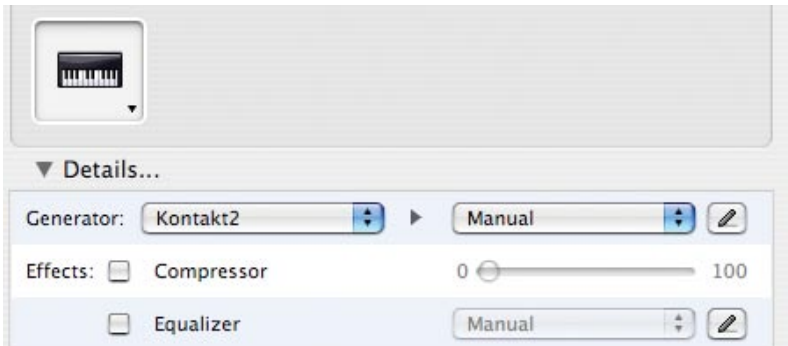 Details...
Generator: Kontakt2 Manual
Effects: Compressor 0 100
Equalizer Manual